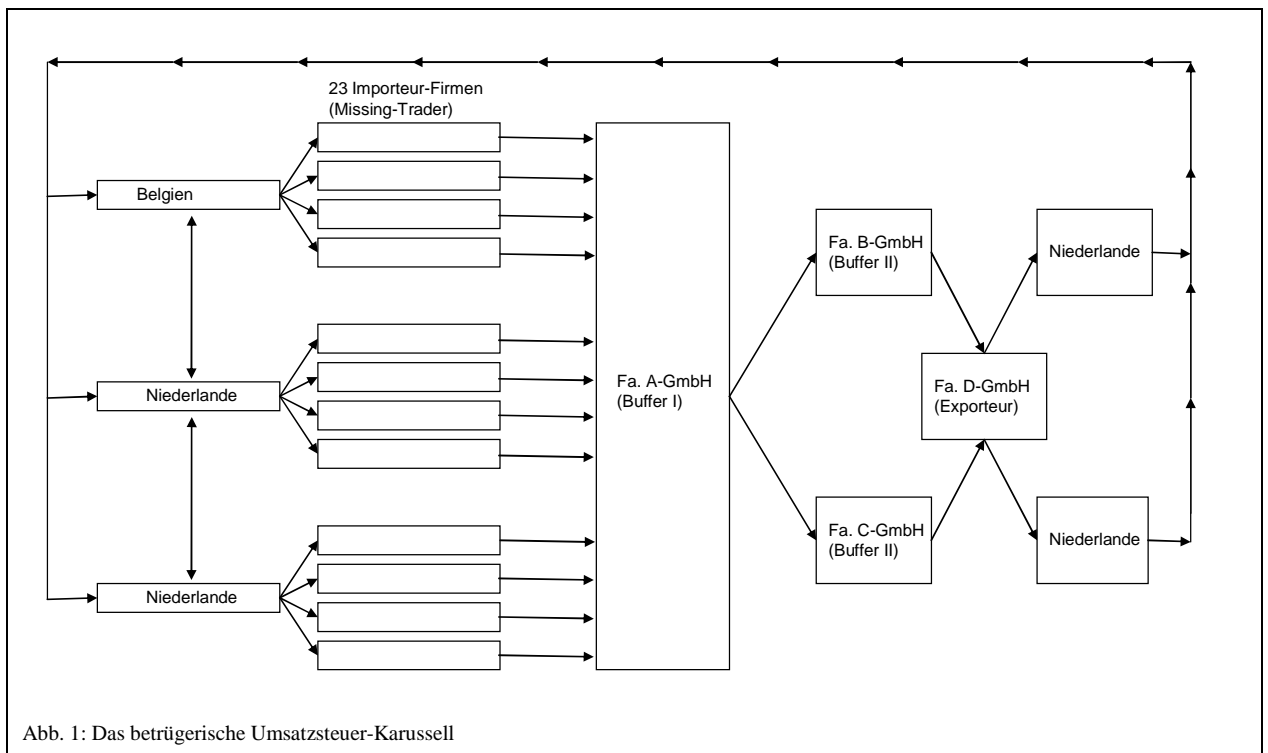 23 Importeur-Firmen
(Missing-Trader)
Belgien
Niederlande
Niederlande
Fa. A-GmbH
(Buffer I)
Fa. B-GmbH
(Buffer II)
Fa. C-GmbH
(Buffer II)
Fa. D-GmbH
(Exporteur)
Niederlande
Niederlande
Abb. 1: Das betrügerische Umsatzsteuer-Karussell